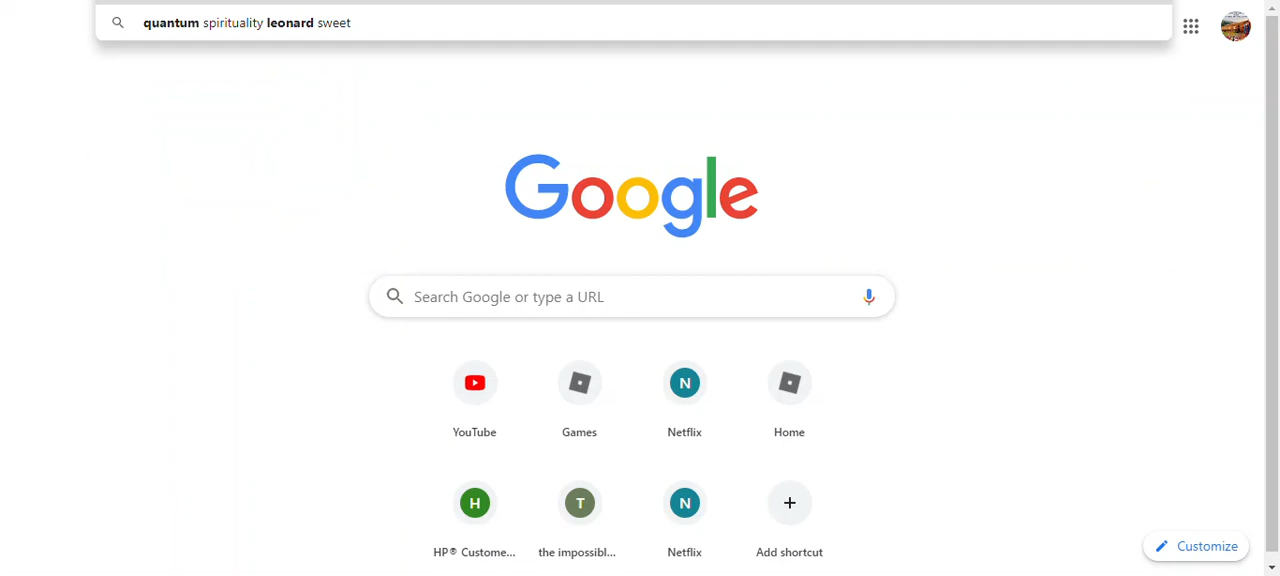 quantum spirituality leonard sweet
Google
Search Google or type a URL
YouTube
Games
N
Netflix
Home
H
HP® Custome...
T
the impossibl...
N
Netflix
Add shortcut
Customize